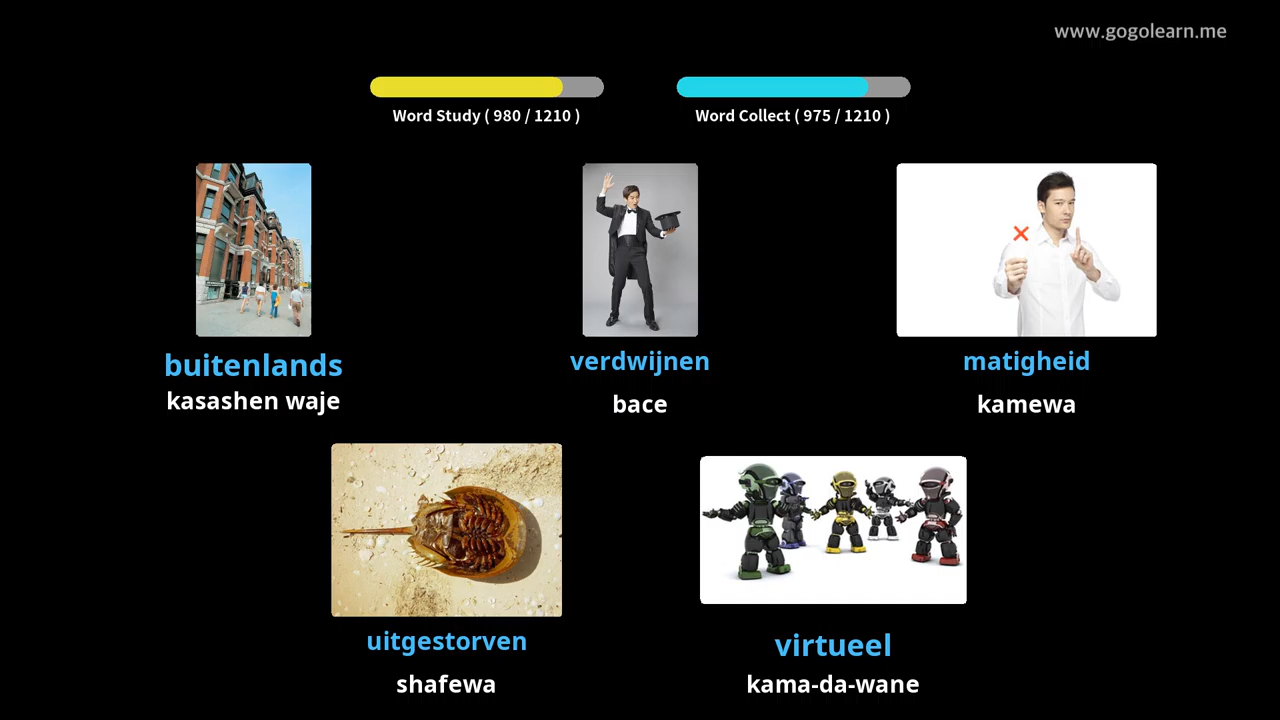 www.gogolearn.me
Word Study ( 980 / 1210 )
Word Collect ( 975 / 1210 )
buitenlands
kasashen waje
verdwijnen
bace
matigheid
kamewa
uitgestorven
shafewa
virtueel
kama-da-wane